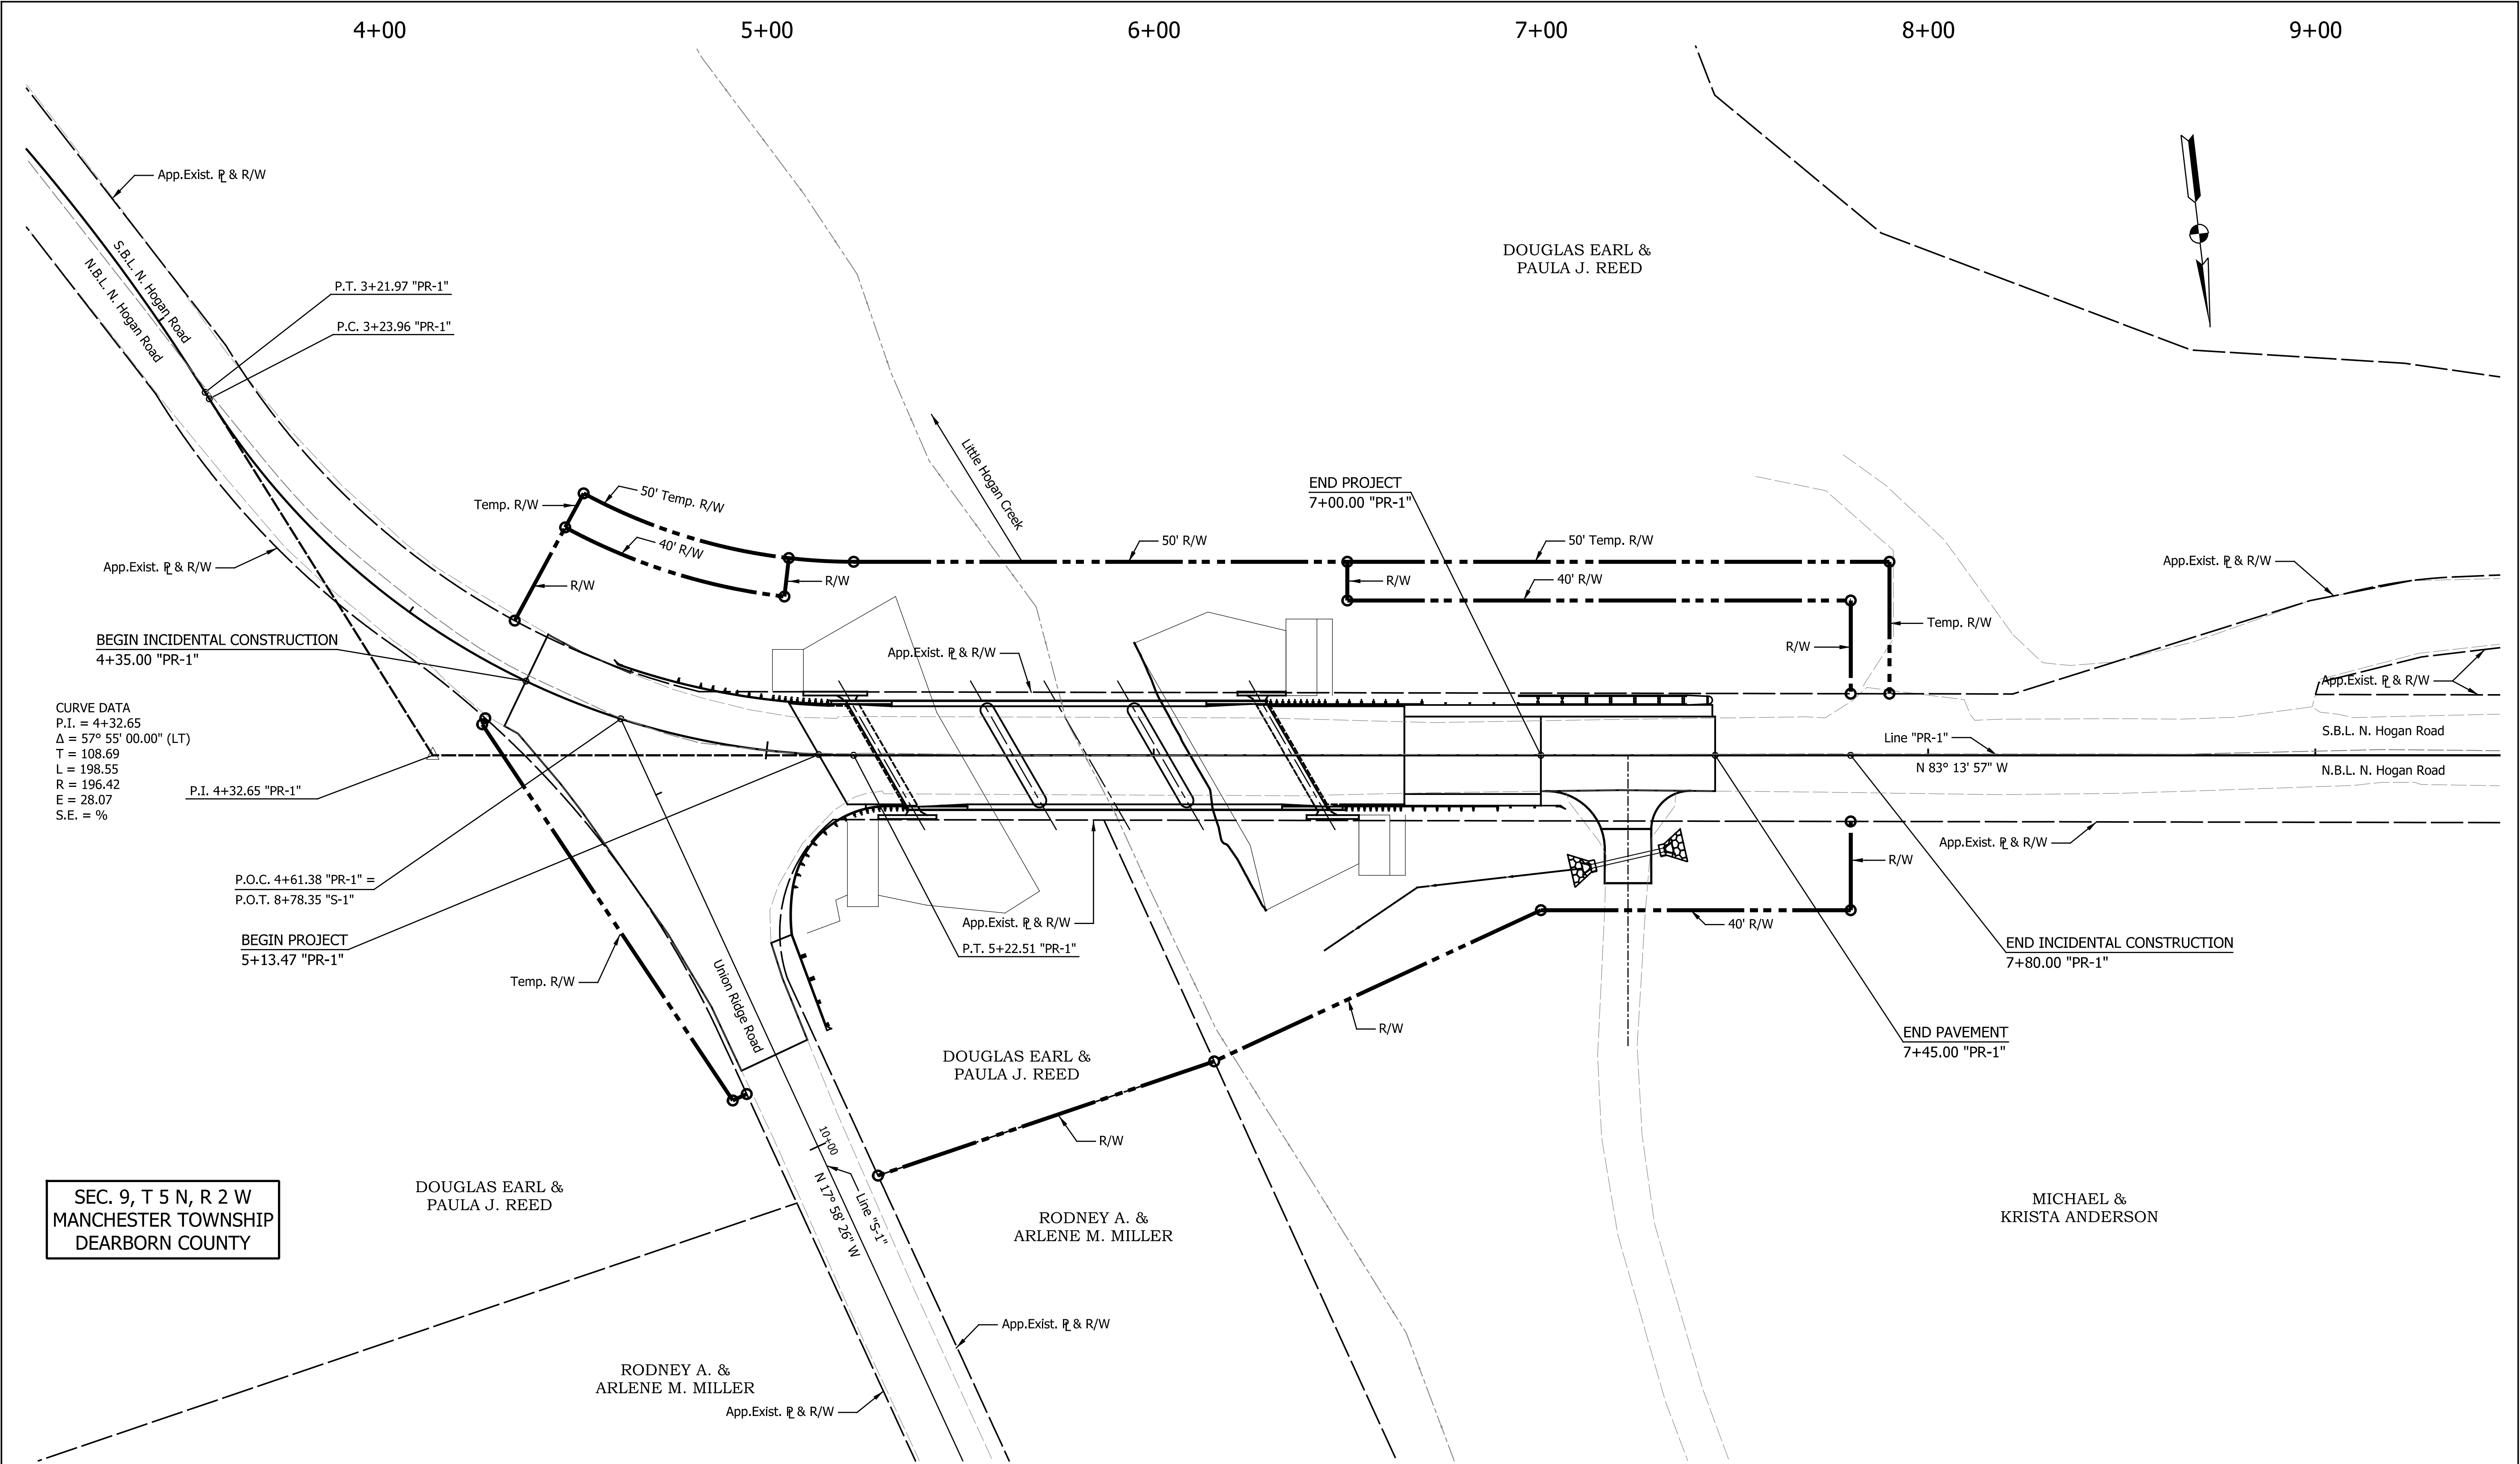 4+00
5+00
6+00
7+00
8+00
9+00
App.Exist. PL & R/W
S.B.L. N. Hogan Road
N.B.L. N. Hogan Road
P.T. 3+21.97 "PR-1"
P.C. 3+23.96 "PR-1"
DOUGLAS EARL &
PAULA J. REED
Temp. R/W
50' Temp. R/W
40' R/W
R/W
R/W
Little Hogan Creek
50' R/W
END PROJECT
7+00.00 "PR-1"
50' Temp. R/W
R/W
40' R/W
Temp. R/W
R/W
App.Exist. PL & R/W
App.Exist. PL & R/W
App.Exist. PL & R/W
BEGIN INCIDENTAL CONSTRUCTION
4+35.00 "PR-1"
App.Exist. PL & R/W
CURVE DATA
P.I. = 4+32.65
Δ = 57° 55' 00.00" (LT)
T = 108.69
L = 198.55
R = 196.42
E = 28.07
S.E. = %
P.I. 4+32.65 "PR-1"
Line "PR-1"
N 83° 13' 57" W
S.B.L. N. Hogan Road
N.B.L. N. Hogan Road
App.Exist. PL & R/W
R/W
P.O.C. 4+61.38 "PR-1" =
P.O.T. 8+78.35 "S-1"
BEGIN PROJECT
5+13.47 "PR-1"
App.Exist. PL & R/W
P.T. 5+22.51 "PR-1"
40' R/W
END INCIDENTAL CONSTRUCTION
7+80.00 "PR-1"
Temp. R/W
Union Ridge Road
R/W
END PAVEMENT
7+45.00 "PR-1"
DOUGLAS EARL &
PAULA J. REED
R/W
10+00
N 17° 58' 26" W
Line "S-1"
SEC. 9, T 5 N, R 2 W
MANCHESTER TOWNSHIP
DEARBORN COUNTY
DOUGLAS EARL &
PAULA J. REED
RODNEY A. &
ARLENE M. MILLER
MICHAEL &
KRISTA ANDERSON
App.Exist. PL & R/W
RODNEY A. &
ARLENE M. MILLER
App.Exist. PL & R/W